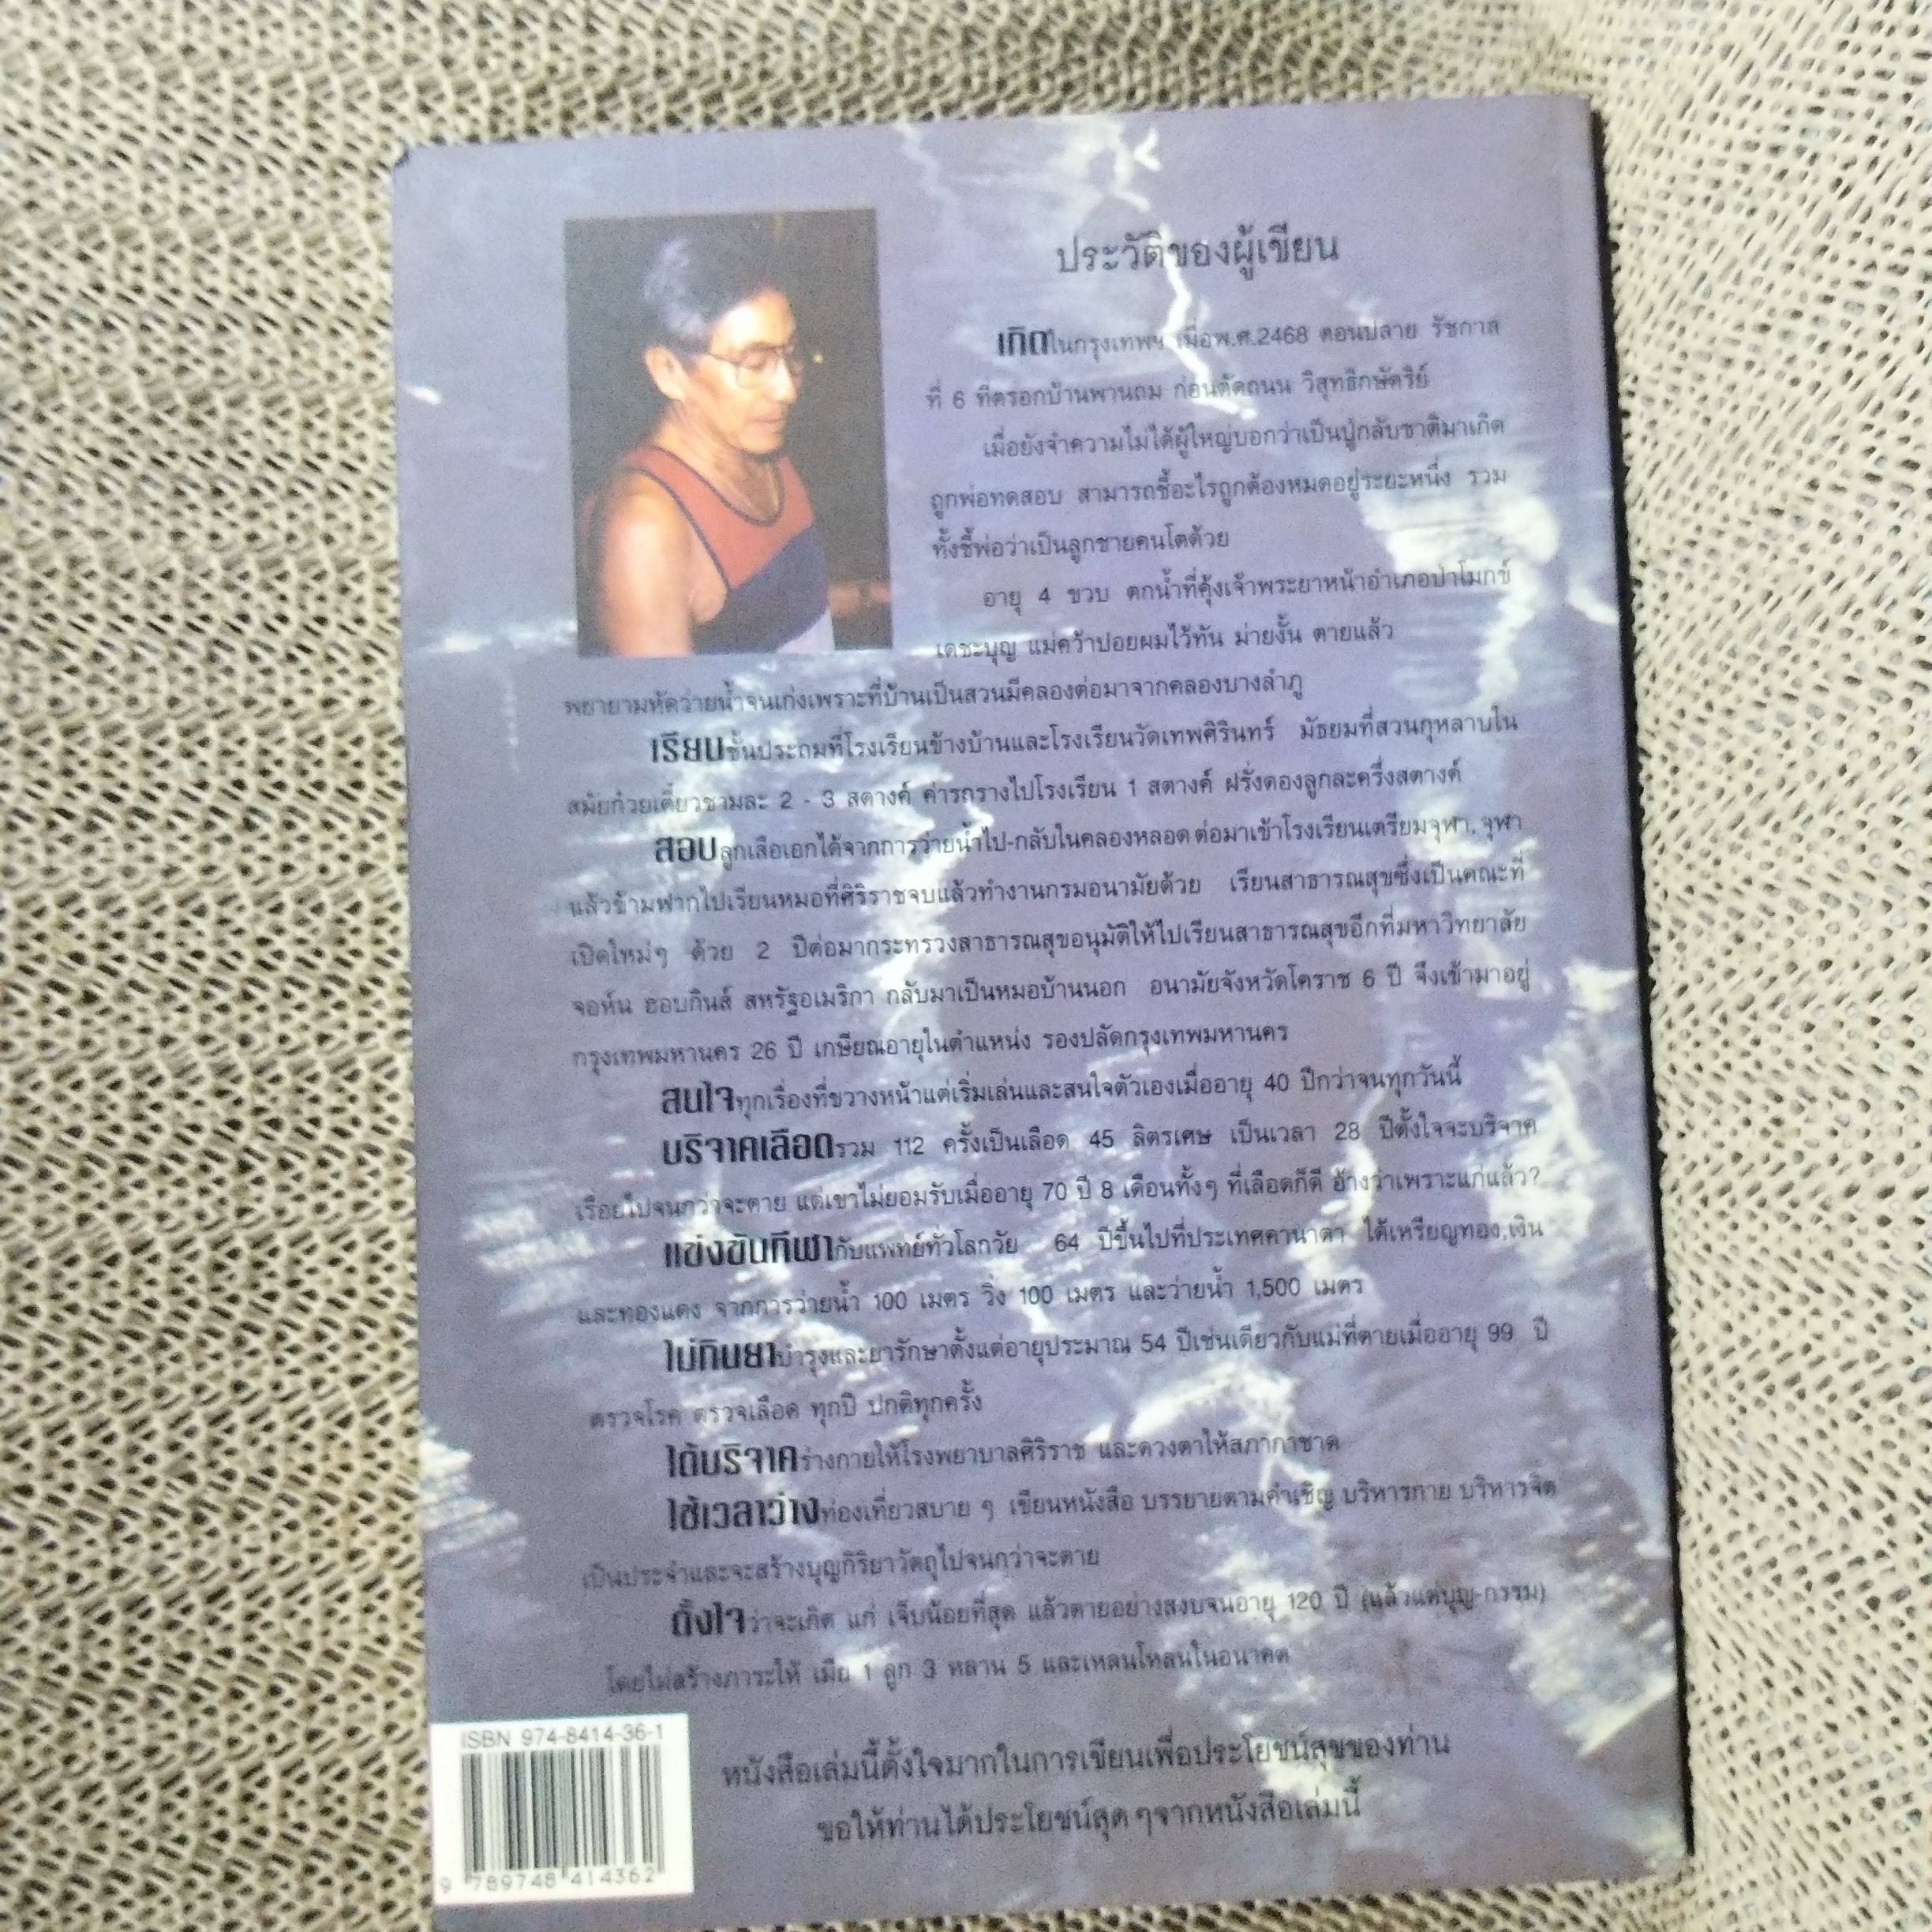 ประวัติของผู้เขียน
เกิดในกรุงเทพฯ เมื่อพ.ศ.2468 ตอนปลาย รัชกาล
ที่ 6 ที่ตรอกบ้านพานถม ก่อนตัดถนน วิสุทธิกษัตริย์
เมื่อยังจำความไม่ได้ผู้ใหญ่บอกว่าเป็นปู่กลับชาติมาเกิด
ถูกพ่อทดสอบ สามารถชี้อะไรถูกต้องหมดอยู่ระยะหนึ่ง รวม
ทั้งชี้พ่อว่าเป็นลูกชายคนโตด้วย
อายุ 4 ขวบ ตกน้ำที่คุ้งเจ้าพระยาหน้าอำเภอป่าโมกข์
เดชะบุญ แม่คว้าปอยผมไว้ทัน ม่ายงั้น ตายแล้ว
พยายามหัดว่ายน้ำจนเก่งเพราะที่บ้านเป็นสวนมีคลองต่อมาจากคลองบางลำภู
เรียนชั้นประถมที่โรงเรียนข้างบ้านและโรงเรียนวัดเทพศิรินทร์ มัธยมที่สวนกุหลาบใน
สมัยก๋วยเตี๋ยวชามละ 2 - 3 สตางค์ ค่ารถรางไปโรงเรียน 1 สตางค์ ฝรั่งดองลูกละครึ่งสตางค์
สอบลูกเสือเอกได้จากการว่ายน้ำไป-กลับในคลองหลอด ต่อมาเข้าโรงเรียนเตรียมจุฬา, จุฬา
แล้วข้ามฟากไปเรียนหมอที่ศิริราชจบแล้วทำงานกรมอนามัยด้วย เรียนสาธารณสุขซึ่งเป็นคณะที่
เปิดใหม่ๆ ด้วย 2 ปีต่อมากระทรวงสาธารณสุขอนุมัติให้ไปเรียนสาธารณสุขอีกที่มหาวิทยาลัย
จอห์น ฮอบกินส์ สหรัฐอเมริกา กลับมาเป็นหมอบ้านนอก อนามัยจังหวัดโคราช 6 ปี จึงเข้ามาอยู่
กรุงเทพมหานคร 26 ปี เกษียณอายุในตำแหน่ง รองปลัดกรุงเทพมหานคร
สนใจทุกเรื่องที่ขวางหน้าแต่เริ่มเล่นและสนใจตัวเองเมื่ออายุ 40 ปีกว่าจนทุกวันนี้
บริจาคเลือดรวม 112 ครั้งเป็นเลือด 45 ลิตรเศษ เป็นเวลา 28 ปีตั้งใจจะบริจาค
เรื่อยไปจนกว่าจะตาย แต่เขาไม่ยอมรับเมื่ออายุ 70 ปี 8 เดือนทั้งๆ ที่เลือดก็ดี อ้างว่าเพราะแก่แล้ว?
แข่งขันกีฬากับแพทย์ทั่วโลกวัย 64 ปีขึ้นไปที่ประเทศคานาดา ได้เหรียญทอง,เงิน
และทองแดง จากการว่ายน้ำ 100 เมตร วิ่ง 100 เมตร และว่ายน้ำ 1,500 เมตร
ไม่กินยาบำรุงและยารักษาตั้งแต่อายุประมาณ 54 ปีเช่นเดียวกับแม่ที่ตายเมื่ออายุ 99 ปี
ตรวจโรค ตรวจเลือด ทุกปี ปกติทุกครั้ง
ได้บริจาคร่างกายให้โรงพยาบาลศิริราช และดวงตาให้สภากาชาด
ใช้เวลาว่างท่องเที่ยวสบาย ๆ เขียนหนังสือ บรรยายตามคำเชิญ บริหารกาย บริหารจิต
เป็นประจำและจะสร้างบุญกิริยาวัตถุไปจนกว่าจะตาย
ตั้งใจว่าจะเกิด แก่ เจ็บน้อยที่สุด แล้วตายอย่างสงบจนอายุ 120 ปี (แล้วแต่บุญ-กรรม)
โดยไม่สร้างภาระให้ เมีย 1 ลูก 3 หลาน 5 และเหลนโหลนในอนาคต
ISBN 974-8414-36-1
9 789748 414362
หนังสือเล่มนี้ตั้งใจมากในการเขียนเพื่อประโยชน์สุขของท่าน
ขอให้ท่านได้ประโยชน์สุด ๆจากหนังสือเล่มนี้